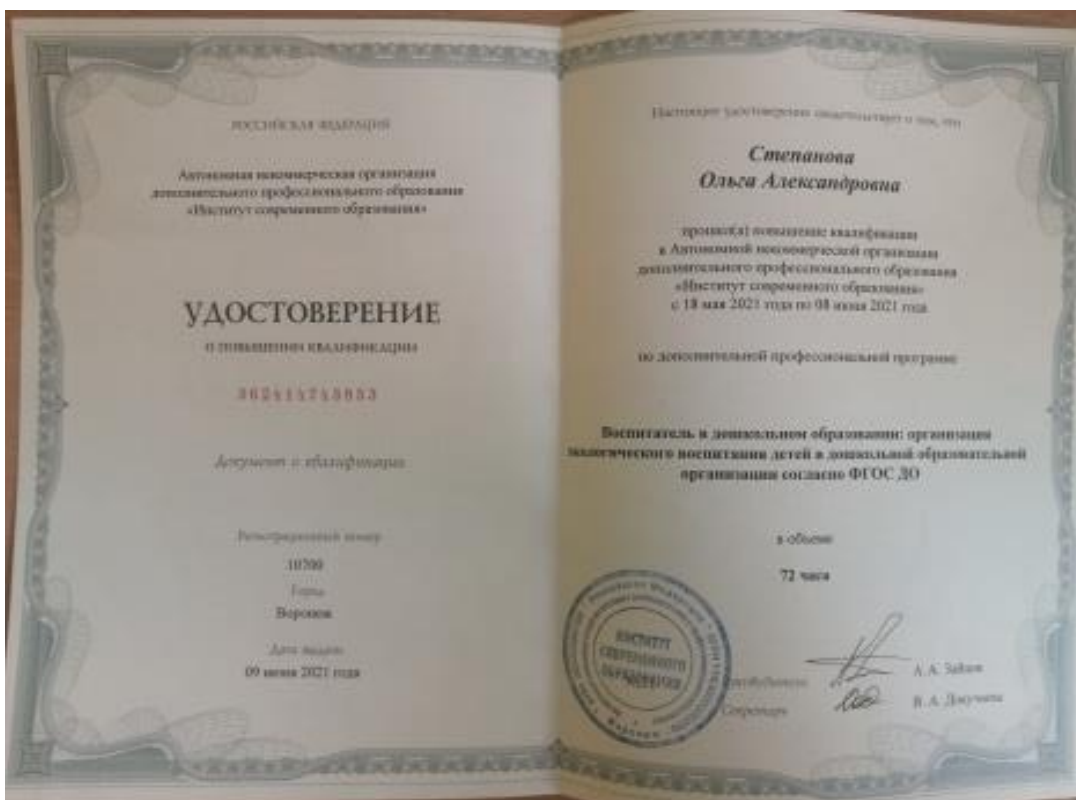 РОССИЙСКАЯ ФЕДЕРАЦИЯ
Автономная некоммерческая организация
дополнительного профессионального образования
«Институт современного образования»
УДОСТОВЕРЕНИЕ
О ПОВЫШЕНИИ КВАЛИФИКАЦИИ
Документ о квалификации
Регистрационный номер
10700
Город
Воронеж
Дата выдачи
09 июня 2021 года
Настоящее удостоверение свидетельствует о том, что
Степанова
Ольга Александровна
прошел(а) повышение квалификации
в Автономной некоммерческой организации
дополнительного профессионального образования
«Институт современного образования»
с 18 мая 2021 года по 08 июня 2021 года
по дополнительной профессиональной программе
Воспитатель в дошкольном образовании: организация
экологического воспитания детей в дошкольной образовательной
организации согласно ФГОС ДО
в объеме
72 часа
ИНСТИТУТ
СОВРЕМЕННОГО
ОБРАЗОВАНИЯ
Руководитель
А.А. Зайцев
Секретарь
В.А.